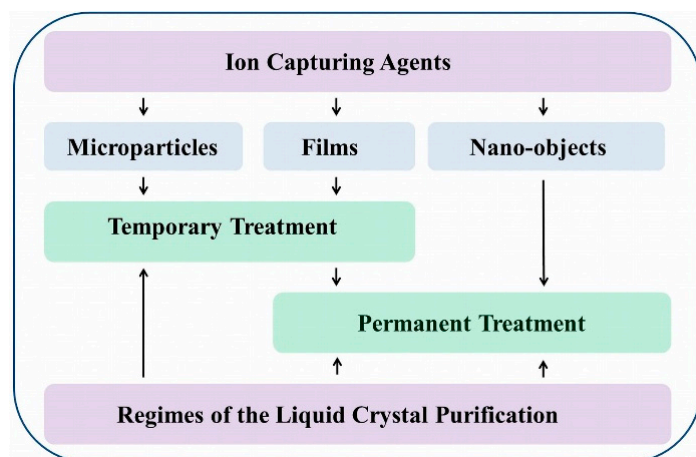 Ion Capturing Agents
Microparticles
Films
Nano-objects
Temporary Treatment
Permanent Treatment
Regimes of the Liquid Crystal Purification